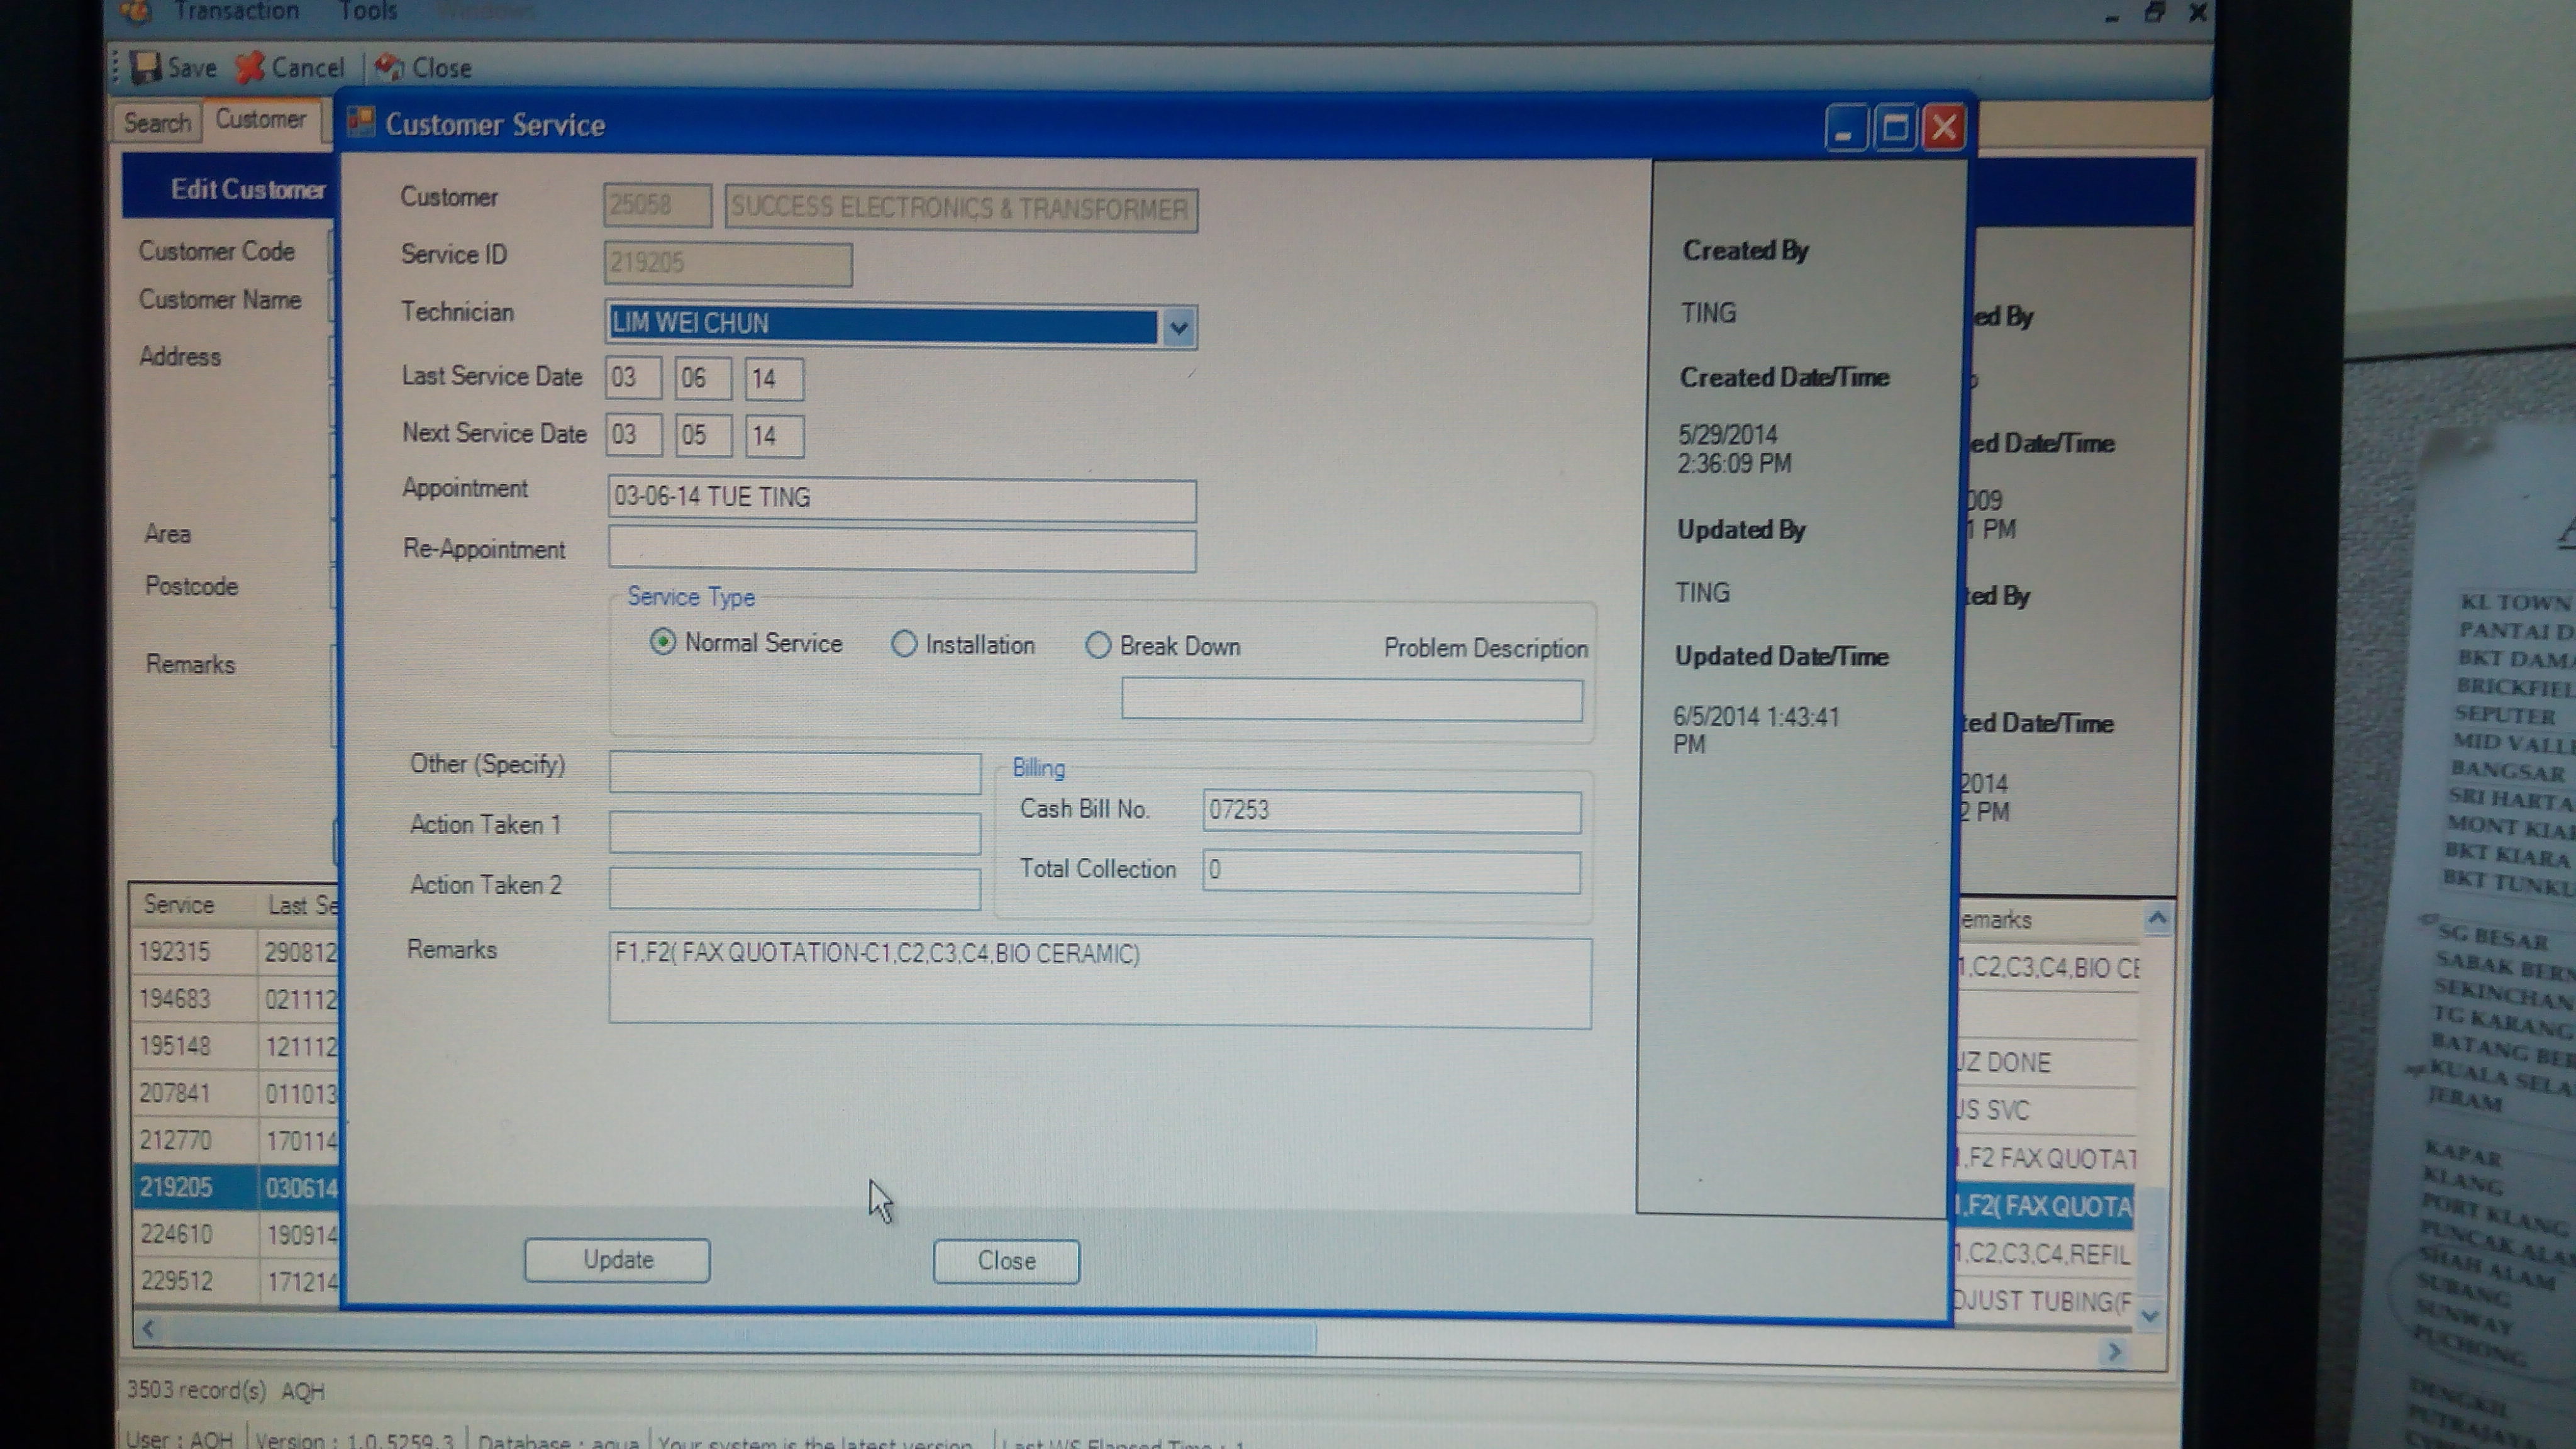 Transaction Tools Windows
Save Cancel Close
Search Customer
Customer Service
Edit Customer
Customer Code
Customer Name
Address
Area
Postcode
Remarks
Customer 25058 SUCCESS ELECTRONICS & TRANSFORMER
Service ID 219205
Technician LIM WEI CHUN
Last Service Date 03 06 14
Next Service Date 03 05 14
Appointment 03-06-14 TUE TING
Re-Appointment
Service Type
Normal Service Installation Break Down Problem Description
Other (Specify)
Action Taken 1
Action Taken 2
Billing
Cash Bill No. 07253
Total Collection 0
Remarks F1,F2( FAX QUOTATION-C1,C2,C3,C4,BIO CERAMIC)
Update Close
Created By
TING
Created Date/Time
5/29/2014
2:36:09 PM
Updated By
TING
Updated Date/Time
6/5/2014 1:43:41
PM
ed By
ed Date/Time
009
1 PM
ted By
ted Date/Time
2014
2 PM
Service Last Se
192315 290812
194683 021112
195148 121112
207841 011013
212770 170114
219205 030614
224610 190914
229512 171214
emarks
1,C2,C3,C4,BIO CE
UZ DONE
US SVC
1,F2 FAX QUOTAT
1,F2( FAX QUOTA
1,C2,C3,C4,REFIL
DJUST TUBING(F
3503 record(s) AQH
User : AQH Version : 1.0.5259.3 Database : aqua Your system is the latest version. Last WS Elapsed Time : 1
KL TOWN
PANTAI D
BKT DAMA
BRICKFIEL
SEPUTER
MID VALLE
BANGSAR
SRI HARTA
MONT KIAR
BKT KIARA
BKT TUNKU
SG BESAR
SABAK BERN
SEKINCHAN
TG KARANG
BATANG BER
KUALA SELA
JERAM
KAPAR
KLANG
PORT KLANG
PUNCAK ALA
SHAH ALAM
SUBANG
SUNWAY
PUCHONG
DENGKIL
PUTRAJAYA